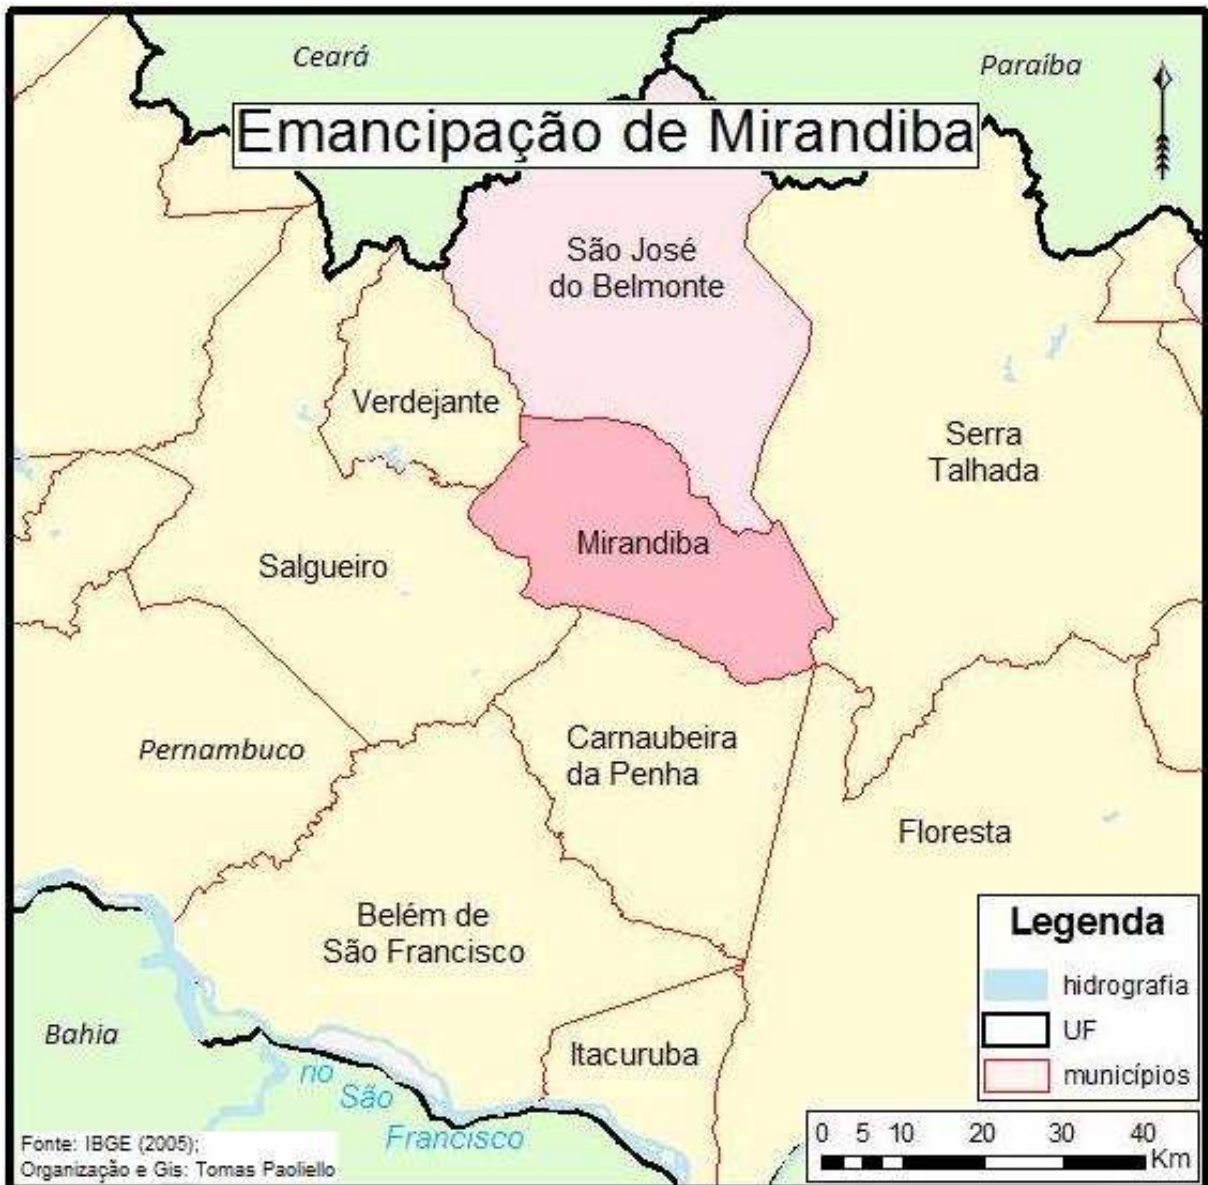 Ceará
Paraíba
Emancipação de Mirandiba
São José
do Belmonte
Verdejante
Serra
Talhada
Mirandiba
Salgueiro
Carnaubeira
da Penha
Pernambuco
Floresta
Belém de
São Francisco
Legenda
hidrografia
UF
municípios
Bahia
Itacuruba
rio
São
Francisco
0 5 10 20 30 40
Km
Fonte: IBGE (2005);
Organização e Gis: Tomas Paoliello